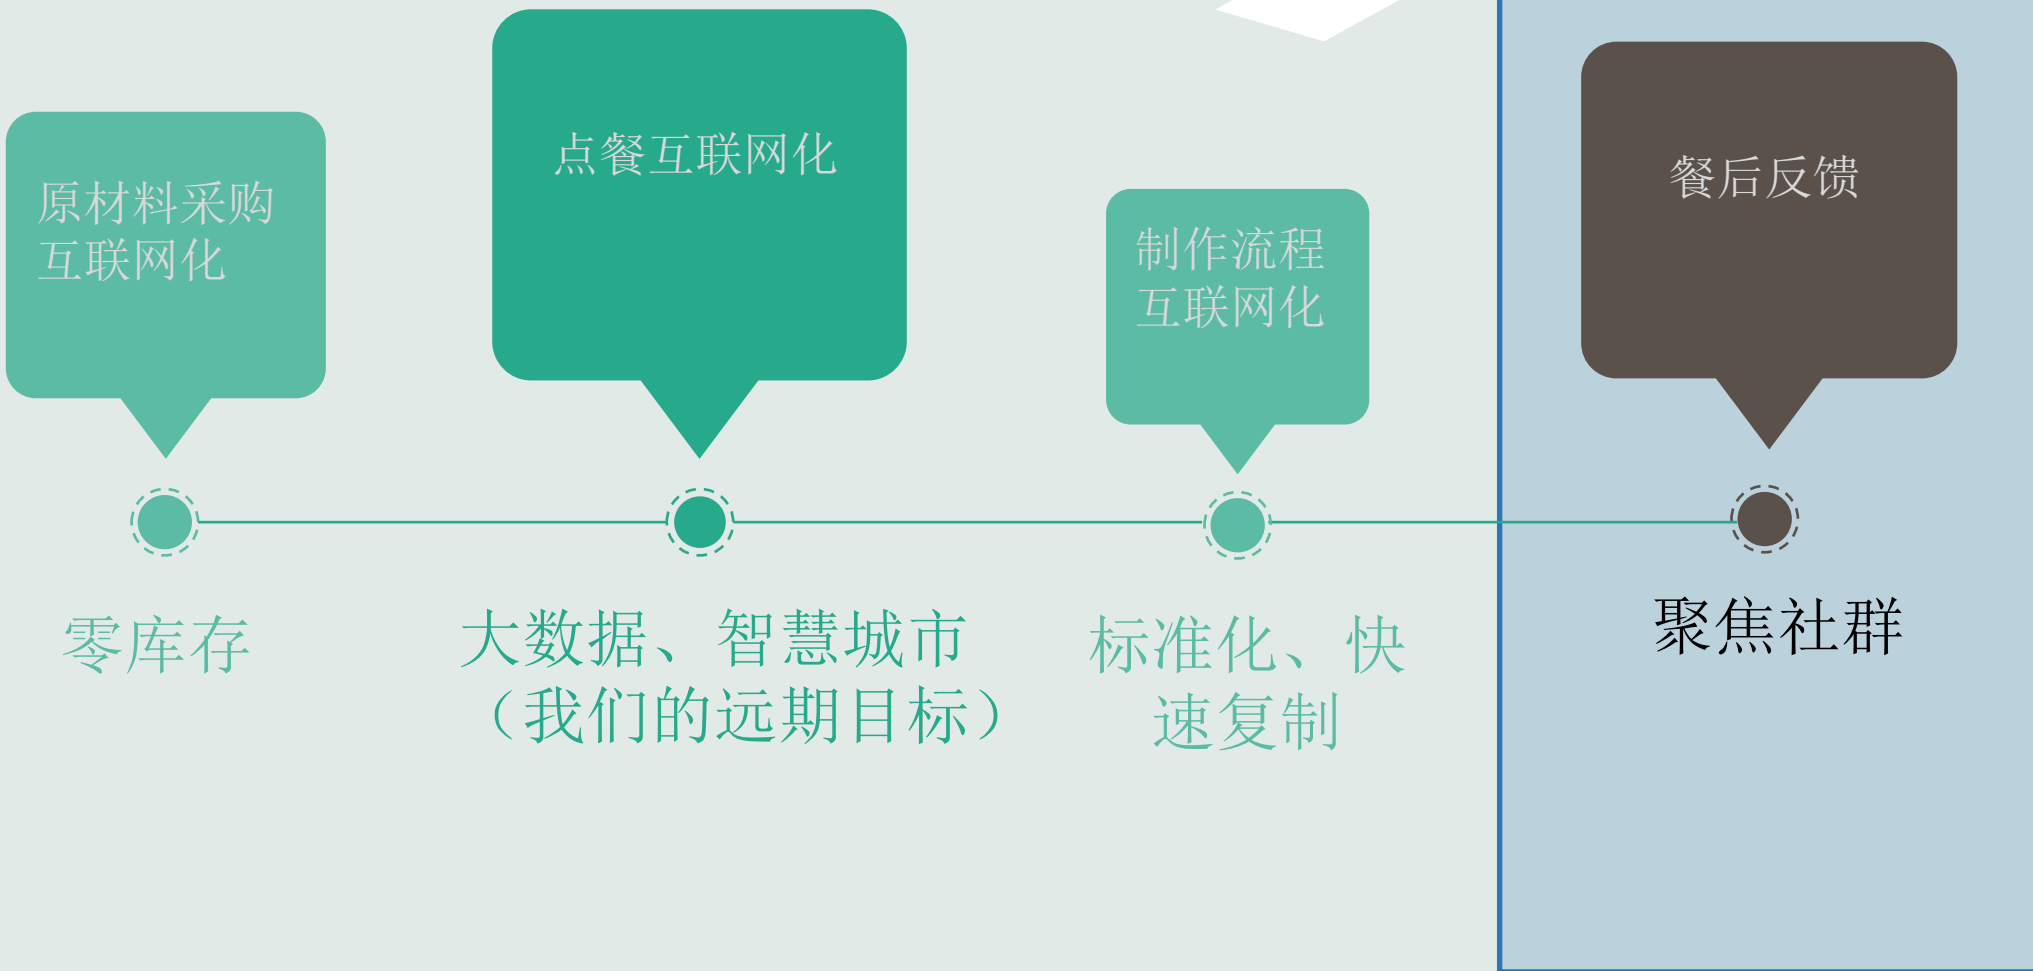 原材料采购
互联网化
点餐互联网化
制作流程
互联网化
餐后反馈
零库存
大数据、智慧城市
（我们的远期目标）
标准化、快
速复制
聚焦社群